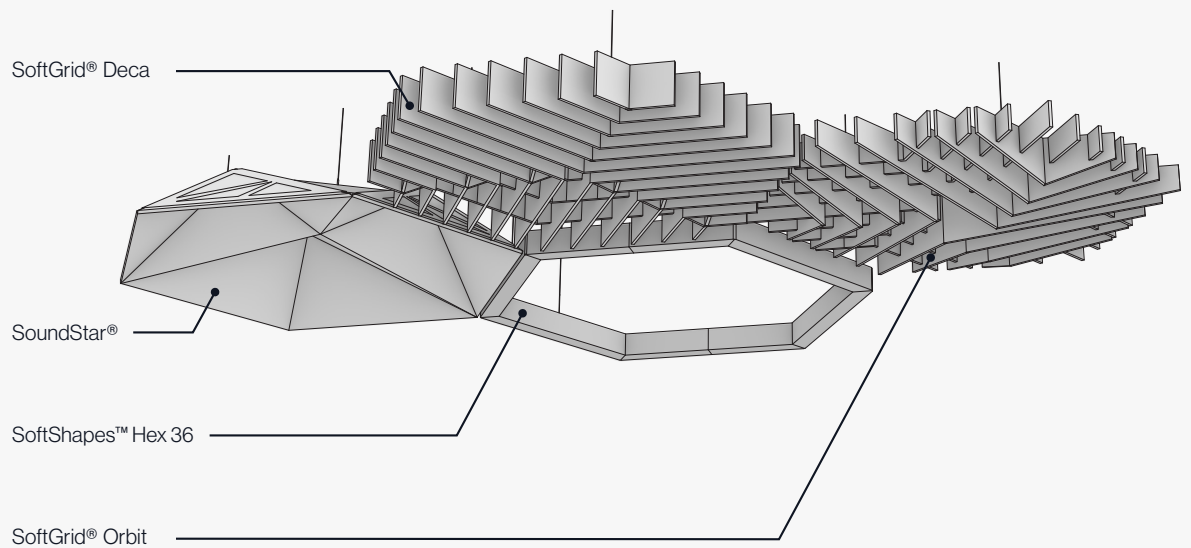 SoftGrid® Deca
SoundStar®
SoftShapes™ Hex 36
SoftGrid® Orbit